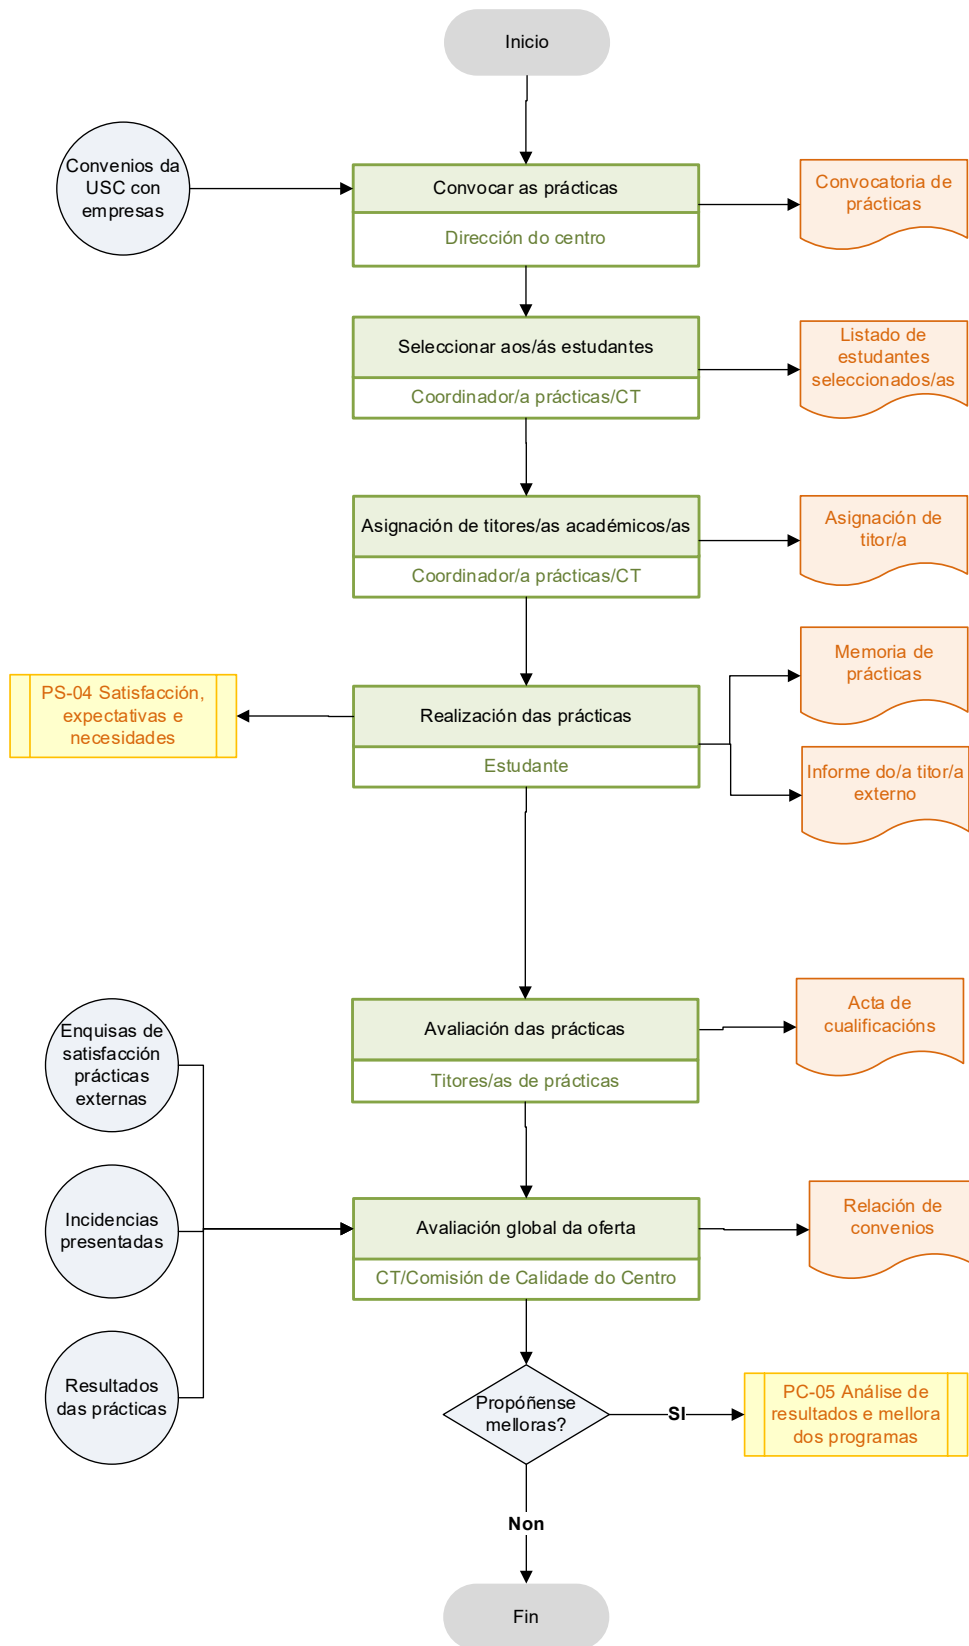 Inicio
Convenios da
USC con
empresas
Convocar as prácticas
Dirección do centro
Convocatoria de
prácticas
Seleccionar aos/ás estudantes
Coordinador/a prácticas/CT
Listado de
estudantes
seleccionados/as
Asignación de titores/as académicos/as
Coordinador/a prácticas/CT
Asignación de
titor/a
Memoria de
prácticas
PS-04 Satisfacción,
expectativas e
necesidades
Realización das prácticas
Estudante
Informe do/a titor/a
externo
Enquisas de
satisfacción
prácticas
externas
Avaliación das prácticas
Titores/as de prácticas
Acta de
cualificacións
Incidencias
presentadas
Avaliación global da oferta
CT/Comisión de Calidade do Centro
Relación de
convenios
Resultados
das prácticas
Propóñense
melloras?
SI
PC-05 Análise de
resultados e mellora
dos programas
Non
Fin